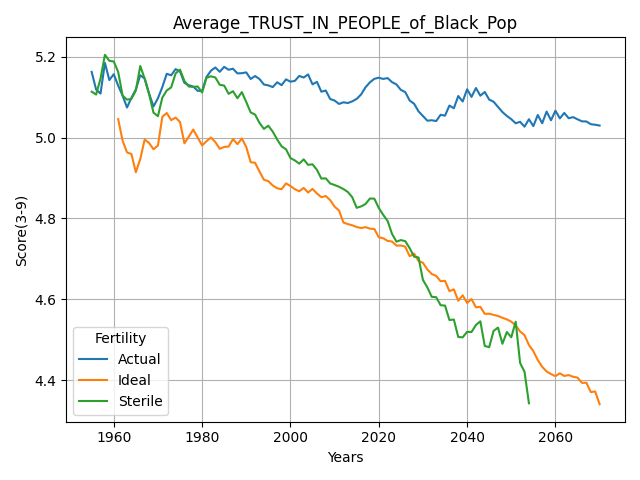 Average_TRUST_IN_PEOPLE_of_Black_Pop
Score(3-9)
5.2
5.0
4.8
4.6
4.4
Fertility
Actual
Ideal
Sterile
1960
1980
2000
2020
2040
2060
Years